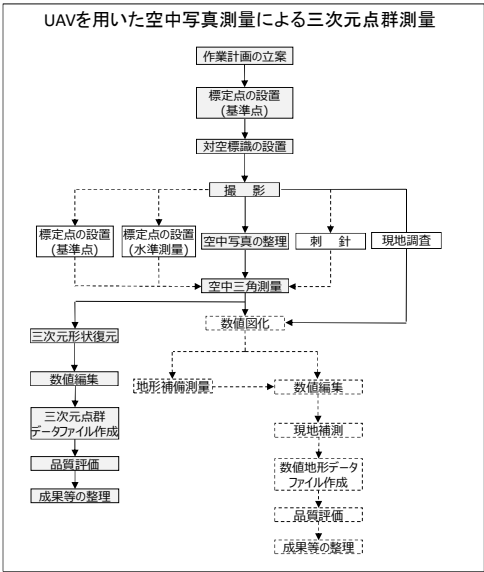 UAVを用いた空中写真測量による三次元点群測量
作業計画の立案
標定点の設置
(基準点)
対空標識の設置
撮　影
標定点の設置
(基準点)
標定点の設置
(水準測量)
空中写真の整理
刺　針
現地調査
空中三角測量
数値図化
三次元形状復元
数値編集
三次元点群
データファイル作成
品質評価
成果等の整理
地形補備測量
数値編集
現地補測
数値地形データ
ファイル作成
品質評価
成果等の整理